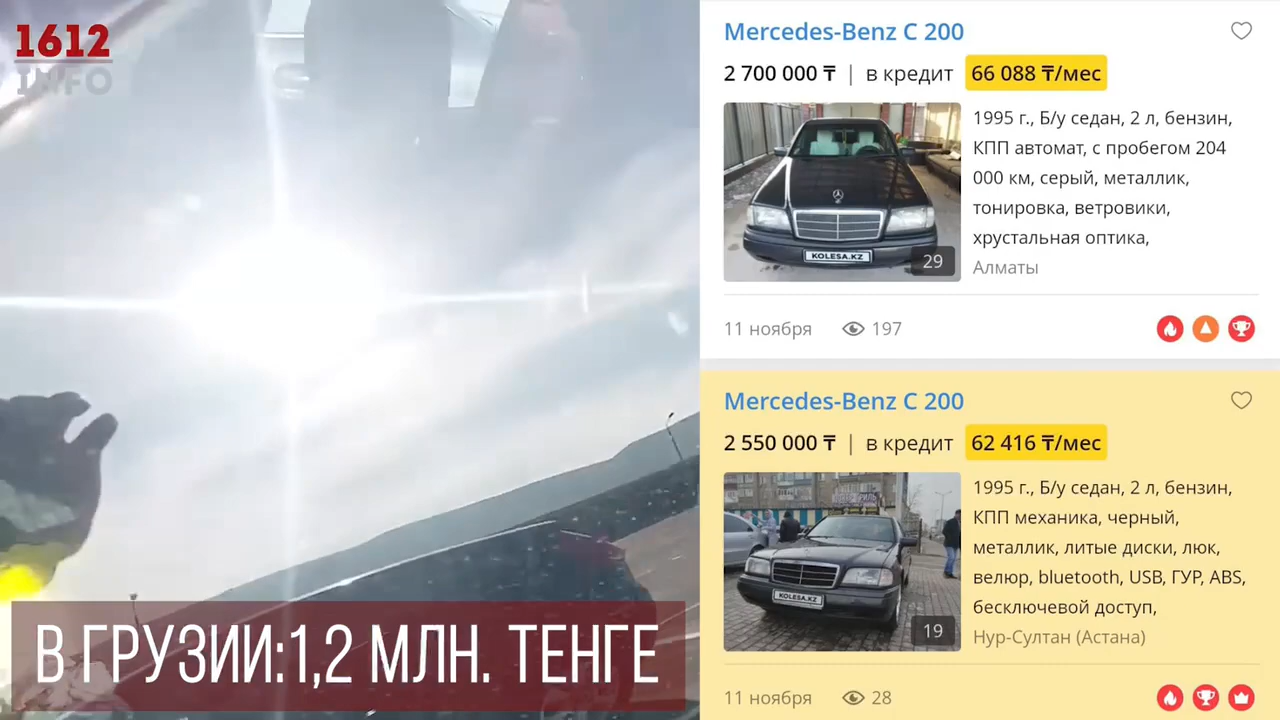 1612
INFO
В ГРУЗИИ:1,2 МЛН. ТЕНГЕ
Mercedes-Benz C 200
2 700 000 ₸ | в кредит 66 088 ₸/мес
1995 г., Б/у седан, 2 л, бензин,
КПП автомат, с пробегом 204
000 км, серый, металлик,
тонировка, ветровики,
хрустальная оптика,
Алматы
KOLESA.KZ
29
11 ноября 197
Mercedes-Benz C 200
2 550 000 ₸ | в кредит 62 416 ₸/мес
1995 г., Б/у седан, 2 л, бензин,
КПП механика, черный,
металлик, литые диски, люк,
велюр, bluetooth, USB, ГУР, ABS,
бесключевой доступ,
Нур-Султан (Астана)
KOLESA.KZ
19
11 ноября 28